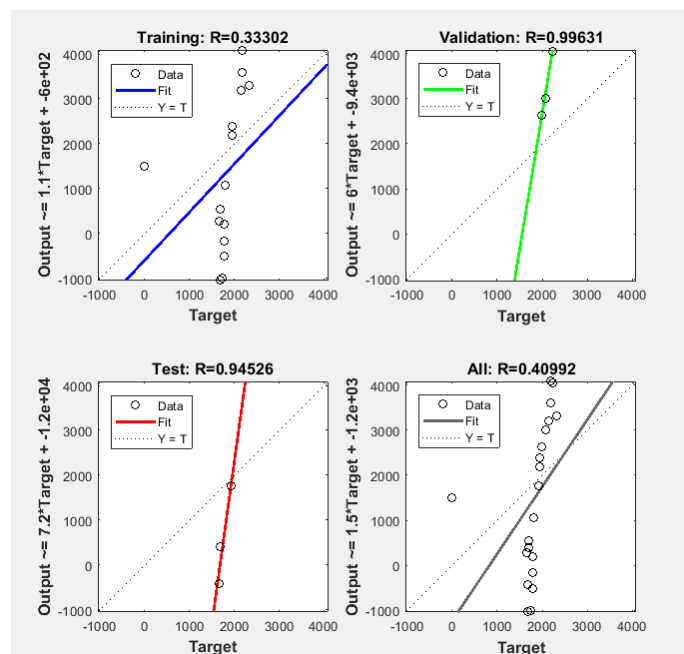 Training: R=0.33302
Output ~= 1.1*Target + -6e+02
4000
3000
2000
1000
0
-1000
Data
Fit
Y = T
-1000 0 1000 2000 3000 4000
Target
Validation: R=0.99631
Output ~= 6*Target + -9.4e+03
4000
3000
2000
1000
0
-1000
Data
Fit
Y = T
-1000 0 1000 2000 3000 4000
Target
Test: R=0.94526
Output ~= 7.2*Target + -1.2e+04
4000
3000
2000
1000
0
-1000
Data
Fit
Y = T
-1000 0 1000 2000 3000 4000
Target
All: R=0.40992
Output ~= 1.5*Target + -1.2e+03
4000
3000
2000
1000
0
-1000
Data
Fit
Y = T
-1000 0 1000 2000 3000 4000
Target